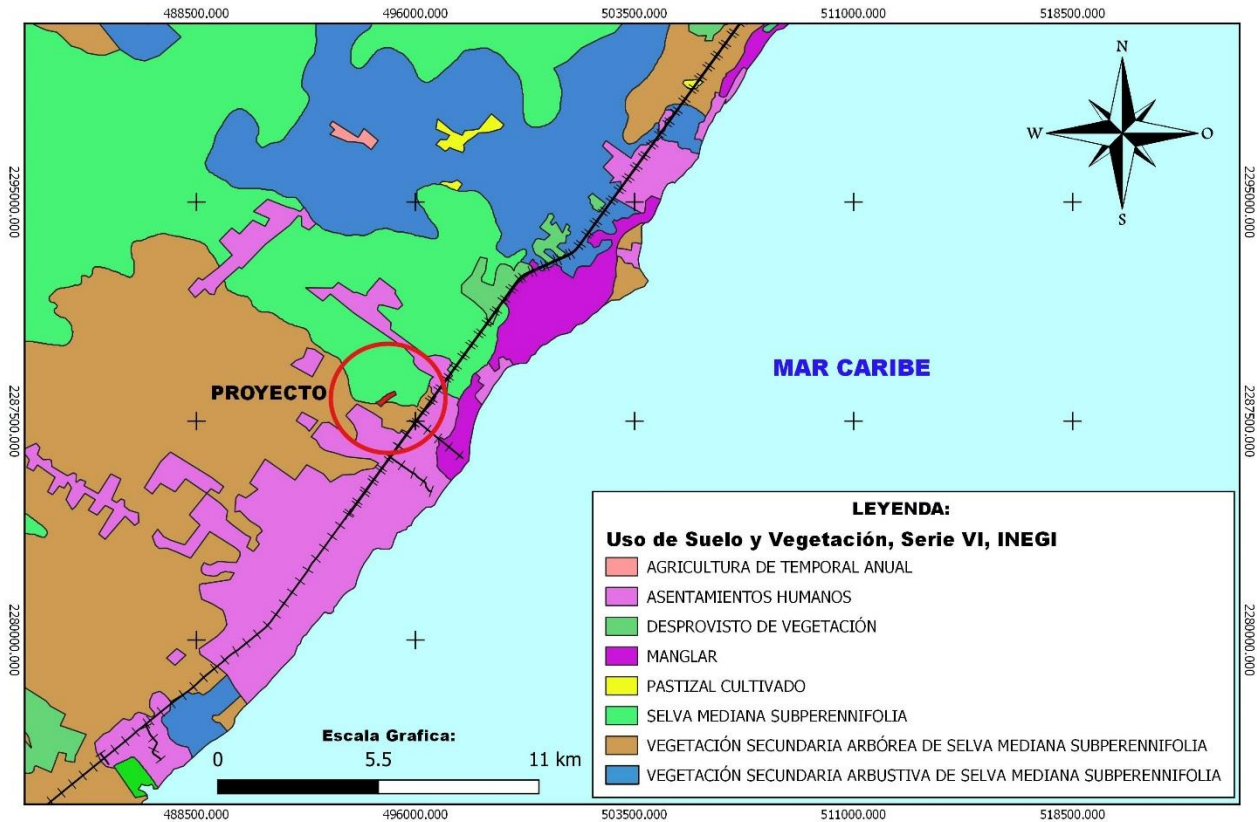 488500.000 496000.000 503500.000 511000.000 518500.000
N
W O
S
2295000.000 2295000.000
MAR CARIBE
PROYECTO
2287500.000 2287500.000
LEYENDA:
Uso de Suelo y Vegetación, Serie VI, INEGI
AGRICULTURA DE TEMPORAL ANUAL
ASENTAMIENTOS HUMANOS
DESPROVISTO DE VEGETACIÓN
MANGLAR
PASTIZAL CULTIVADO
SELVA MEDIANA SUBPERENNIFOLIA
VEGETACIÓN SECUNDARIA ARBÓREA DE SELVA MEDIANA SUBPERENNIFOLIA
VEGETACIÓN SECUNDARIA ARBUSTIVA DE SELVA MEDIANA SUBPERENNIFOLIA
2280000.000 2280000.000
Escala Grafica:
0 5.5 11 km
488500.000 496000.000 503500.000 511000.000 518500.000